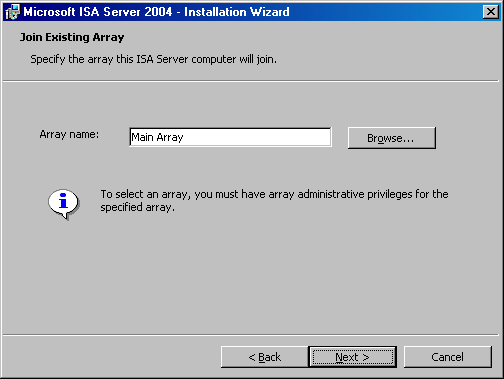 Microsoft ISA Server 2004 - Installation Wizard
Join Existing Array
Specify the array this ISA Server computer will join.
Array name: Main Array Browse...
To select an array, you must have array administrative privileges for the
specified array.
< Back Next > Cancel